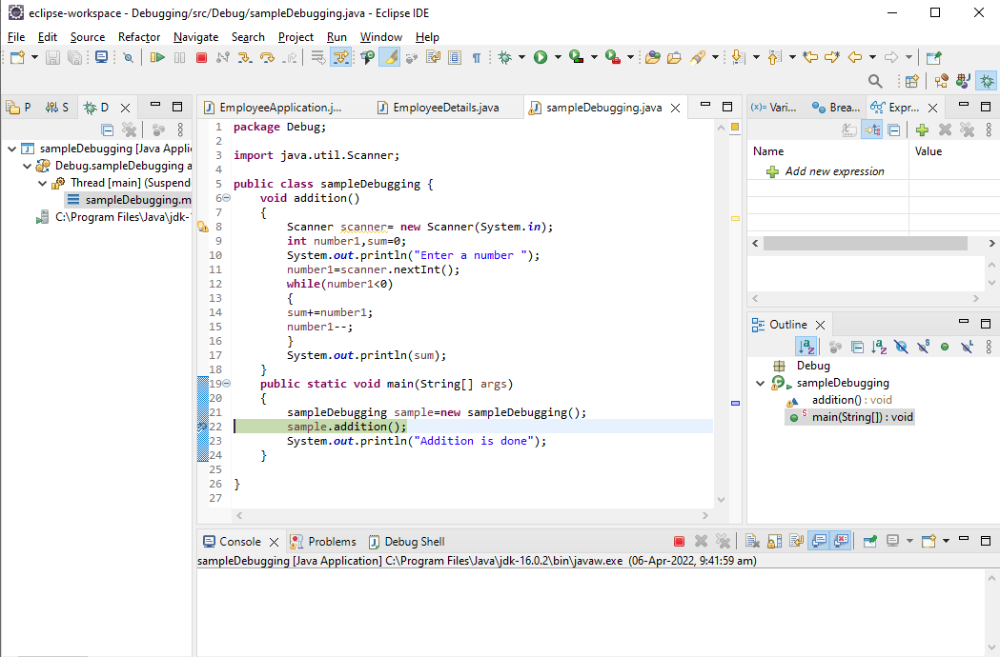 eclipse-workspace - Debugging/src/Debug/sampleDebugging.java - Eclipse IDE
File Edit Source Refactor Navigate Search Project Run Window Help
P S D
sampleDebugging [Java Appli
Debug.sampleDebugging a
Thread [main] (Suspend
sampleDebugging.m
C:\Program Files\Java\jdk-1
EmployeeApplication.j... EmployeeDetails.java sampleDebugging.java
1 package Debug;
2
3 import java.util.Scanner;
4
5 public class sampleDebugging {
6 void addition()
7 {
8 Scanner scanner= new Scanner(System.in);
9 int number1,sum=0;
10 System.out.println("Enter a number ");
11 number1=scanner.nextInt();
12 while(number1<0)
13 {
14 sum+=number1;
15 number1--;
16 }
17 System.out.println(sum);
18 }
19 public static void main(String[] args)
20 {
21 sampleDebugging sample=new sampleDebugging();
22 sample.addition();
23 System.out.println("Addition is done");
24 }
25
26 }
27
(x)= Vari... Brea... Expr...
Name Value
Add new expression
Outline
Debug
sampleDebugging
addition() : void
main(String[]) : void
Console Problems Debug Shell
sampleDebugging [Java Application] C:\Program Files\Java\jdk-16.0.2\bin\javaw.exe (06-Apr-2022, 9:41:59 am)